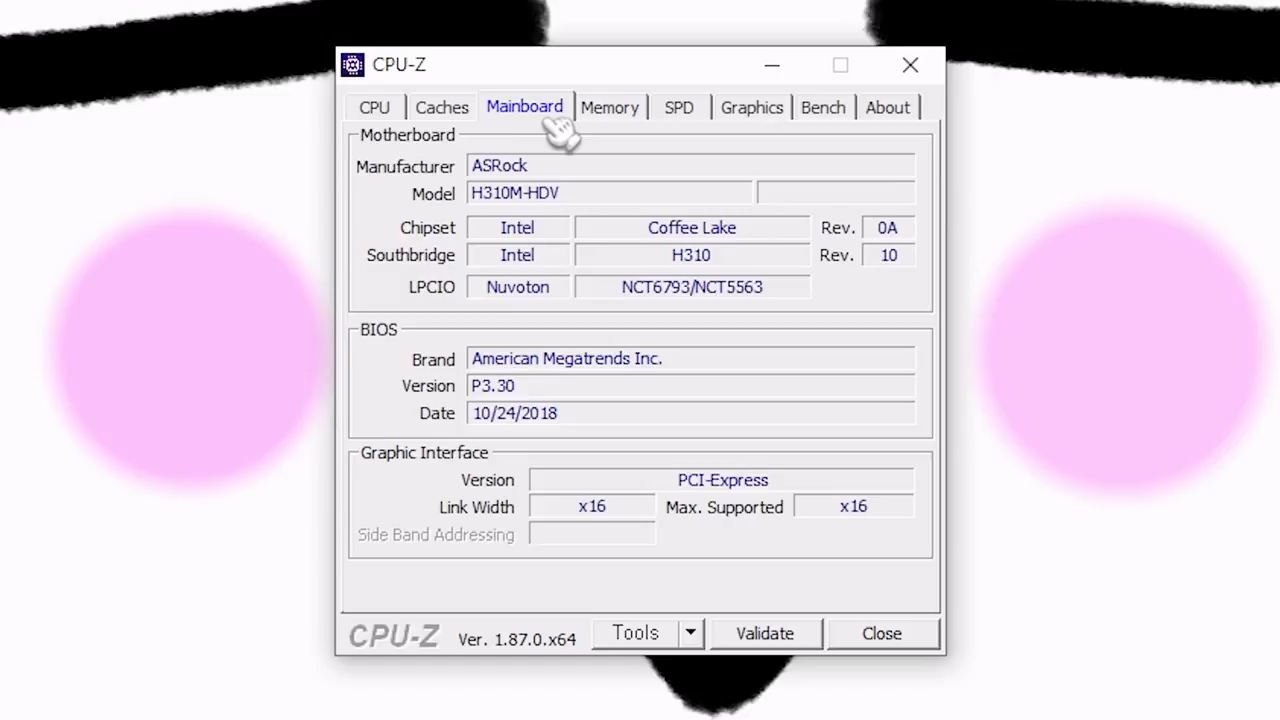 CPU-Z
CPU Caches Mainboard Memory SPD Graphics Bench About
Motherboard
Manufacturer ASRock
Model H310M-HDV
Chipset Intel Coffee Lake Rev. 0A
Southbridge Intel H310 Rev. 10
LPCIO Nuvoton NCT6793/NCT5563
BIOS
Brand American Megatrends Inc.
Version P3.30
Date 10/24/2018
Graphic Interface
Version PCI-Express
Link Width x16 Max. Supported x16
Side Band Addressing
CPU-Z Ver. 1.87.0.x64 Tools Validate Close